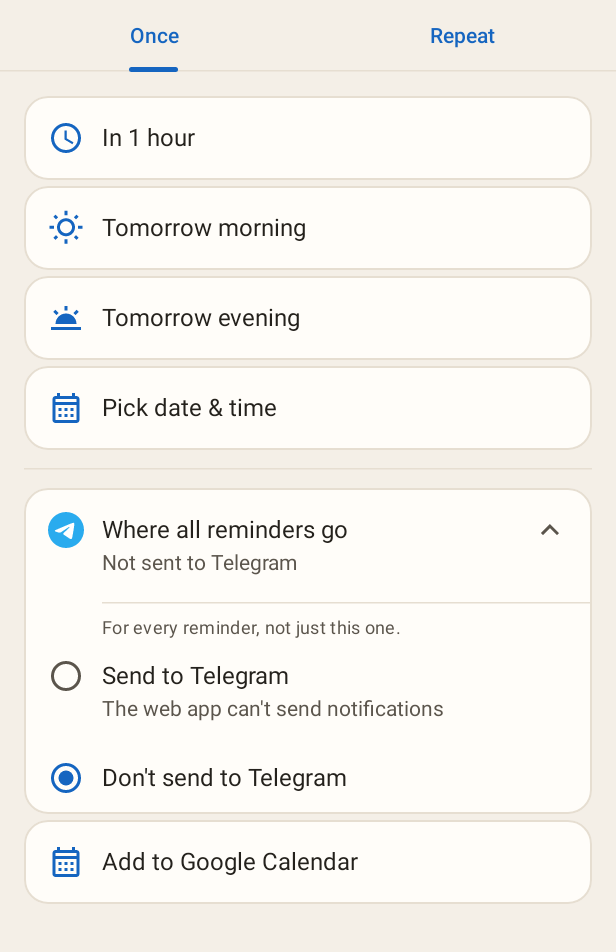 Once
Repeat
In 1 hour
Tomorrow morning
Tomorrow evening
Pick date & time
Where all reminders go
Not sent to Telegram
For every reminder, not just this one.
Send to Telegram
The web app can't send notifications
Don't send to Telegram
Add to Google Calendar